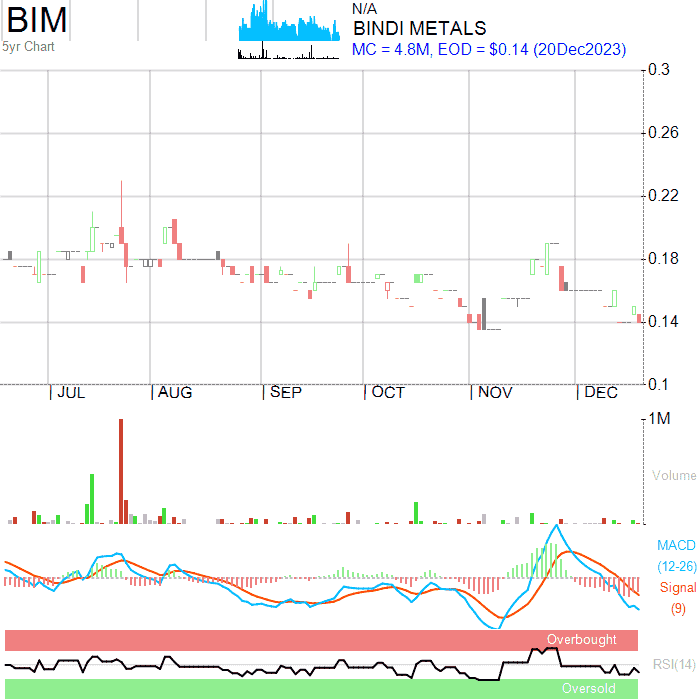 BIM
5yr Chart
N/A
BINDI METALS
MC = 4.8M, EOD = $0.14 (20Dec2023)
0.3
0.26
0.22
0.18
0.14
0.1
JUL AUG SEP OCT NOV DEC
1M
Volume
MACD
(12-26)
Signal
(9)
Overbought
RSI(14)
Oversold